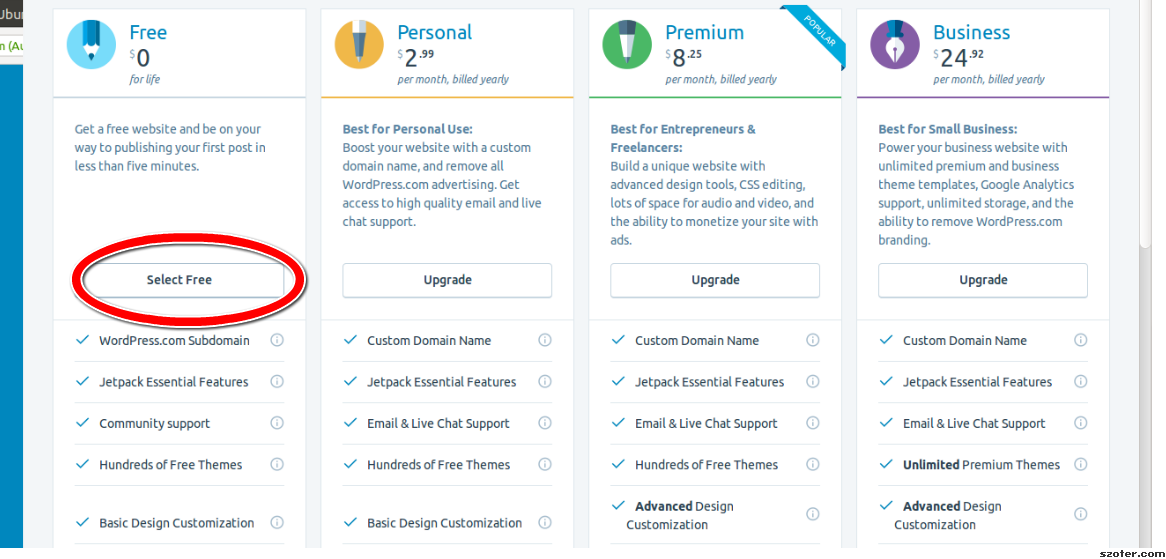 Ubu
n (Au
Free
$0
for life
Get a free website and be on your
way to publishing your first post in
less than five minutes.
Select Free
WordPress.com Subdomain
Jetpack Essential Features
Community support
Hundreds of Free Themes
Basic Design Customization
Personal
$2.99
per month, billed yearly
Best for Personal Use:
Boost your website with a custom
domain name, and remove all
WordPress.com advertising. Get
access to high quality email and live
chat support.
Upgrade
Custom Domain Name
Jetpack Essential Features
Email & Live Chat Support
Hundreds of Free Themes
Basic Design Customization
Premium
POPULAR
$8.25
per month, billed yearly
Best for Entrepreneurs &
Freelancers:
Build a unique website with
advanced design tools, CSS editing,
lots of space for audio and video, and
the ability to monetize your site with
ads.
Upgrade
Custom Domain Name
Jetpack Essential Features
Email & Live Chat Support
Hundreds of Free Themes
Advanced Design
Customization
Business
$24.92
per month, billed yearly
Best for Small Business:
Power your business website with
unlimited premium and business
theme templates, Google Analytics
support, unlimited storage, and the
ability to remove WordPress.com
branding.
Upgrade
Custom Domain Name
Jetpack Essential Features
Email & Live Chat Support
Unlimited Premium Themes
Advanced Design
Customization
szoter.com